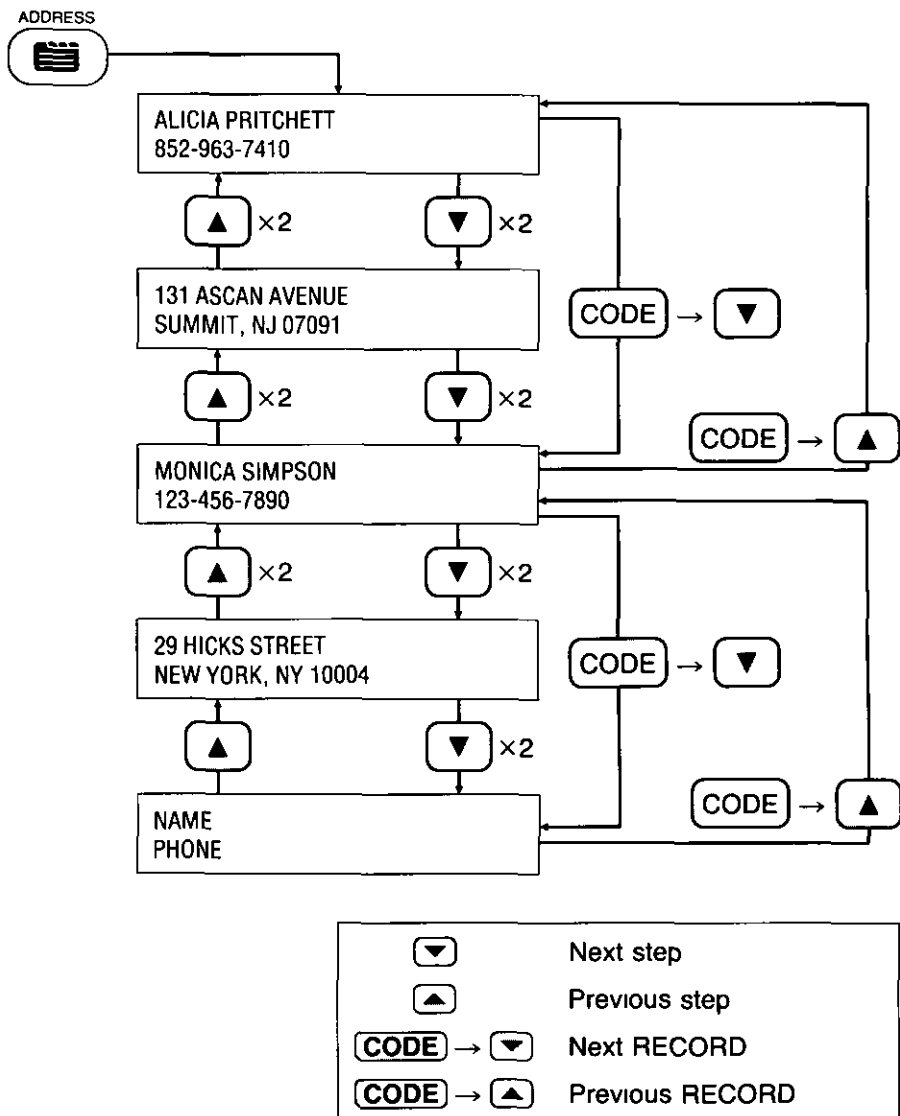 ADDRESS
ALICIA PRITCHETT
852-963-7410
▲ ×2 ▼ ×2
131 ASCAN AVENUE
SUMMIT, NJ 07091
CODE → ▼
▲ ×2 ▼ ×2
CODE → ▲
MONICA SIMPSON
123-456-7890
▲ ×2 ▼ ×2
29 HICKS STREET
NEW YORK, NY 10004
CODE → ▼
▲ ▼ ×2
CODE → ▲
NAME
PHONE
▼ Next step
▲ Previous step
CODE → ▼ Next RECORD
CODE → ▲ Previous RECORD